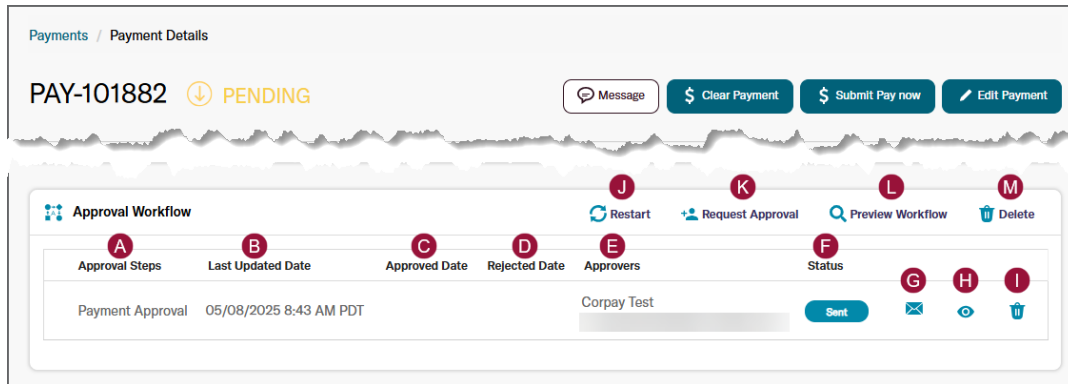 Payments / Payment Details
PAY-101882 PENDING
Message $ Clear Payment $ Submit Pay now Edit Payment
J K L M
Approval Workflow Restart Request Approval Preview Workflow Delete
A B C D E F
Approval Steps Last Updated Date Approved Date Rejected Date Approvers Status
G H I
Payment Approval 05/08/2025 8:43 AM PDT Corpay Test Sent